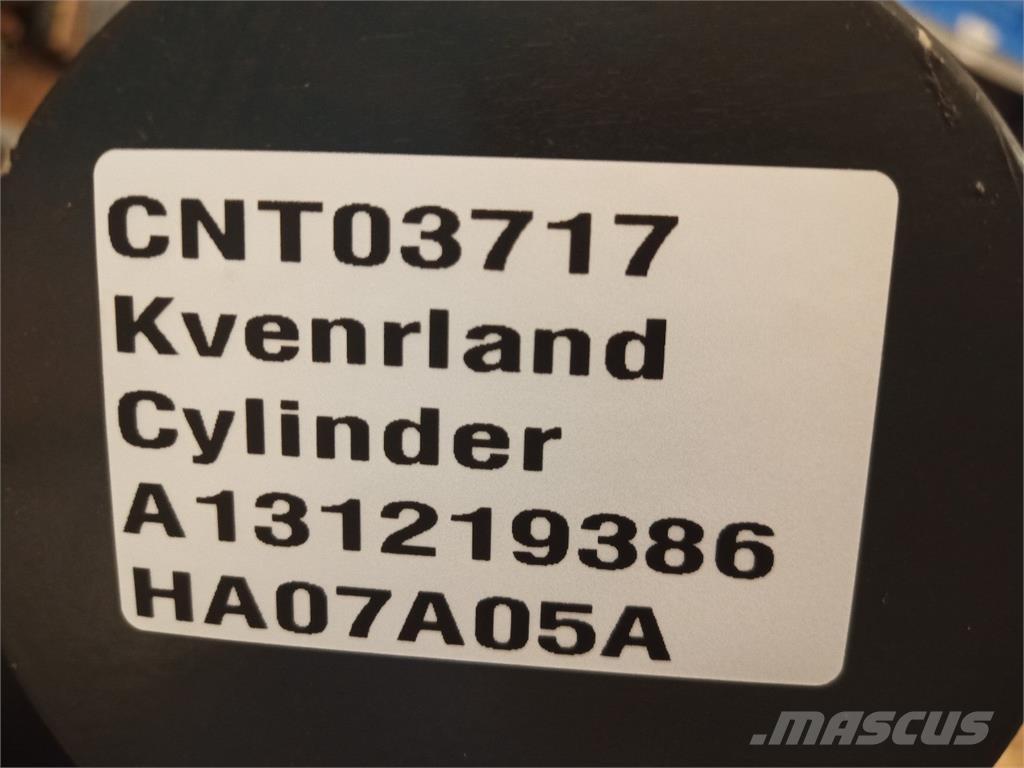 CNT03717
Kvenrland
Cylinder
A131219386
HA07A05A
.MASCUS